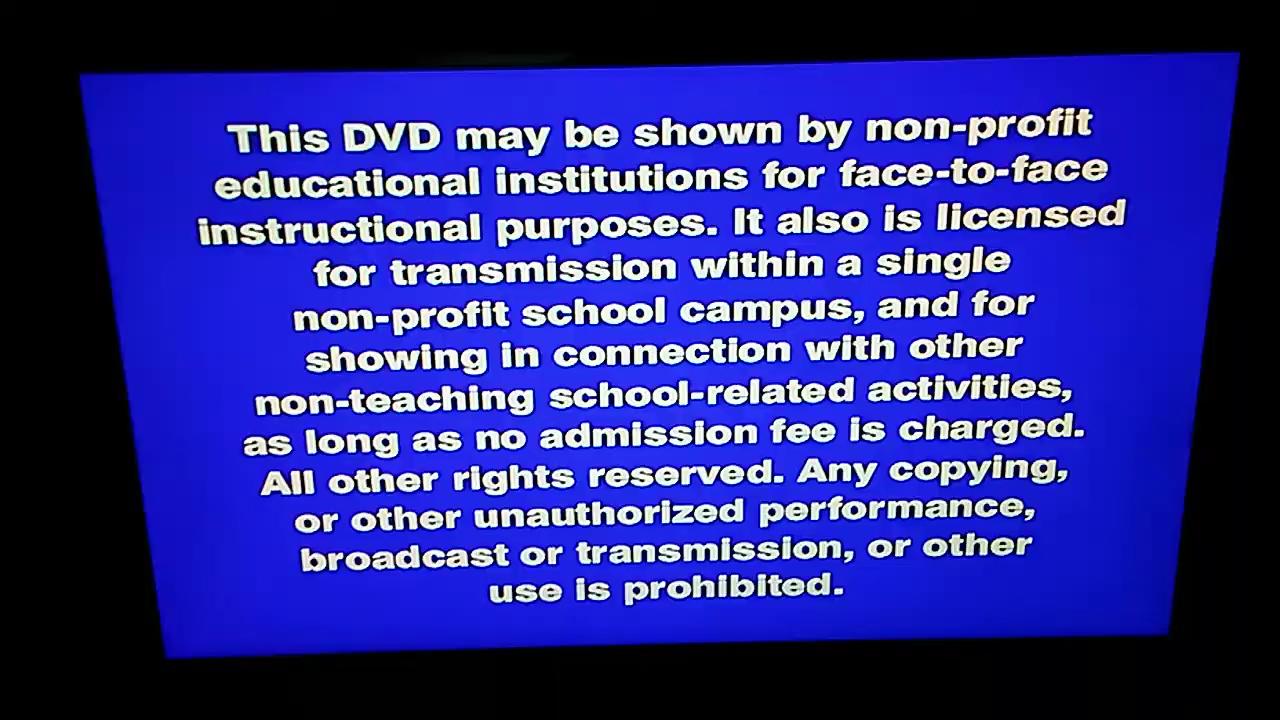 This DVD may be shown by non-profit
educational institutions for face-to-face
instructional purposes. It also is licensed
for transmission within a single
non-profit school campus, and for
showing in connection with other
non-teaching school-related activities,
as long as no admission fee is charged.
All other rights reserved. Any copying,
or other unauthorized performance,
broadcast or transmission, or other
use is prohibited.